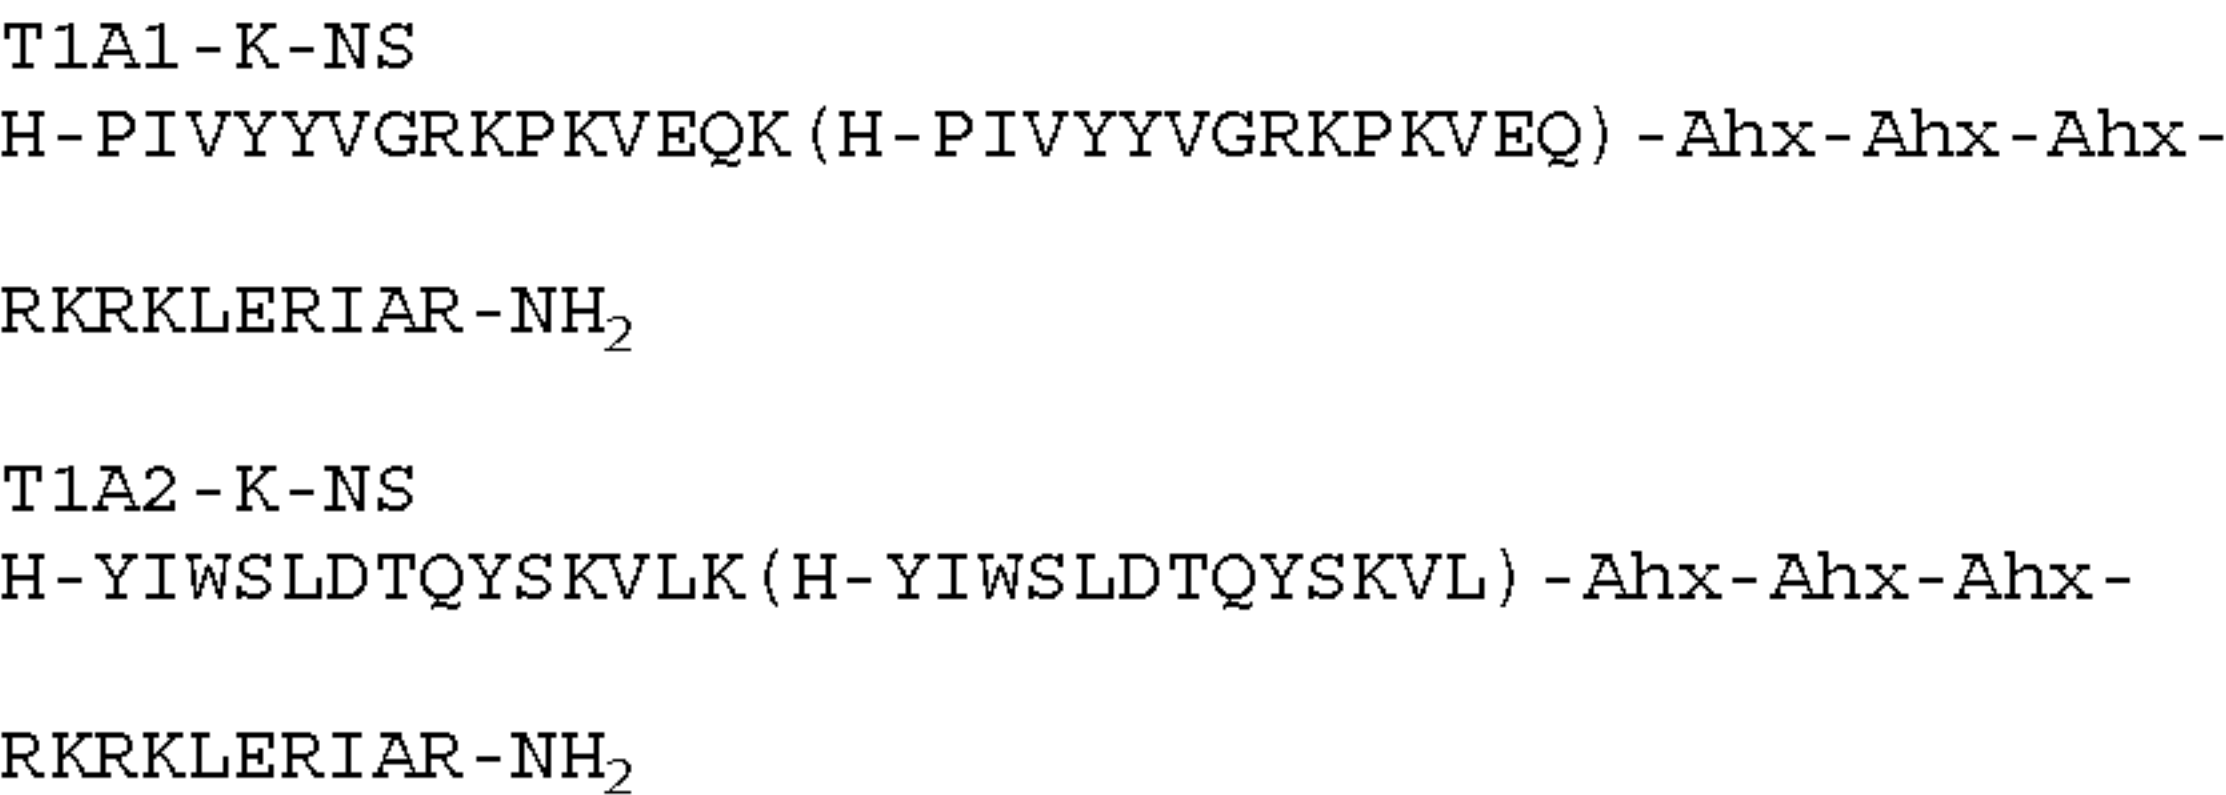 T1A1-K-NS
H-PIVYYVGRKPKVEQK(H-PIVYYVGRKPKVEQ)-Ahx-Ahx-Ahx-
RKRKLERIAR-NH₂
T1A2-K-NS
H-YIWSLDTQYSKVLK(H-YIWSLDTQYSKVL)-Ahx-Ahx-Ahx-
RKRKLERIAR-NH₂